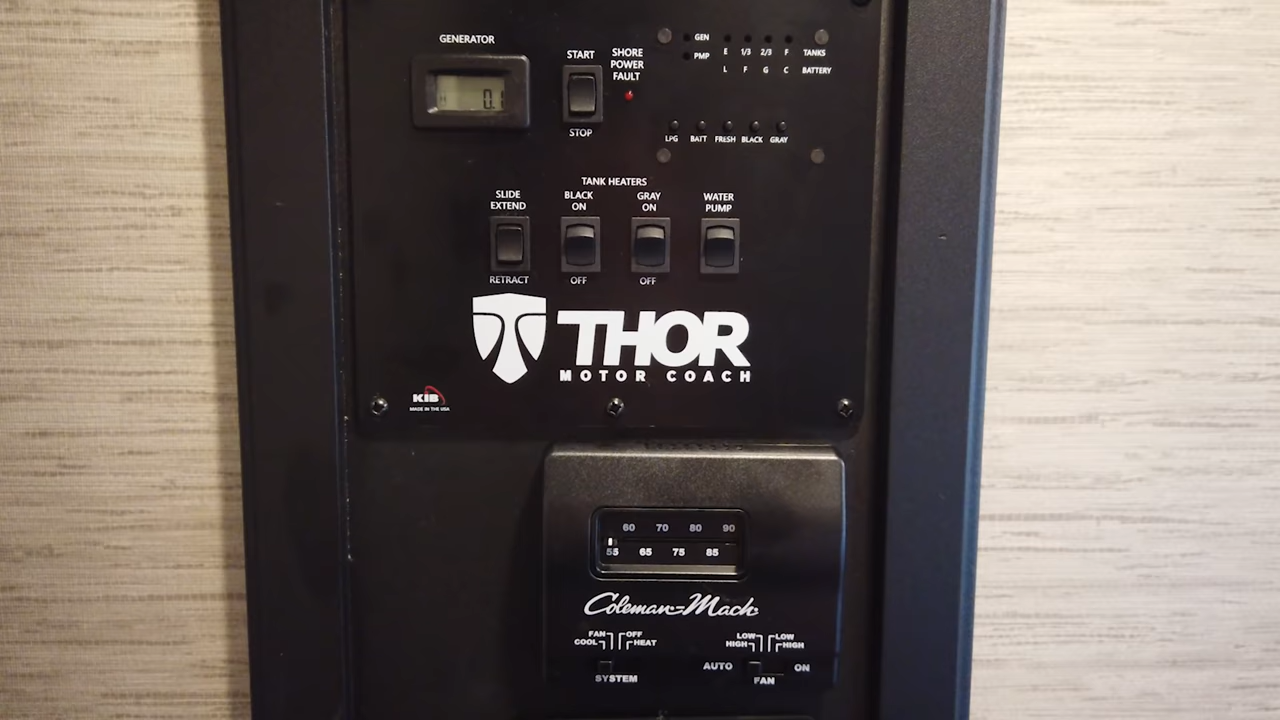 GENERATOR
0.1
H
START
STOP
SHORE
POWER
FAULT
GEN
PMP
E 1/3 2/3 F TANKS
L F G C BATTERY
LPG BATT FRESH BLACK GRAY
TANK HEATERS
SLIDE
EXTEND
RETRACT
BLACK
ON
OFF
GRAY
ON
OFF
WATER
PUMP
THOR
MOTOR COACH
KIB
MADE IN THE USA
60 70 80 90
55 65 75 85
Coleman-Mach
FAN OFF
COOL HEAT
SYSTEM
LOW LOW
HIGH HIGH
AUTO ON
FAN